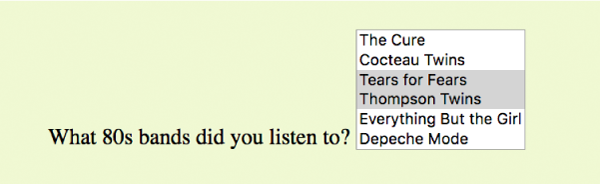 The Cure
Cocteau Twins
Tears for Fears
Thompson Twins
Everything But the Girl
What 80s bands did you listen to? Depeche Mode